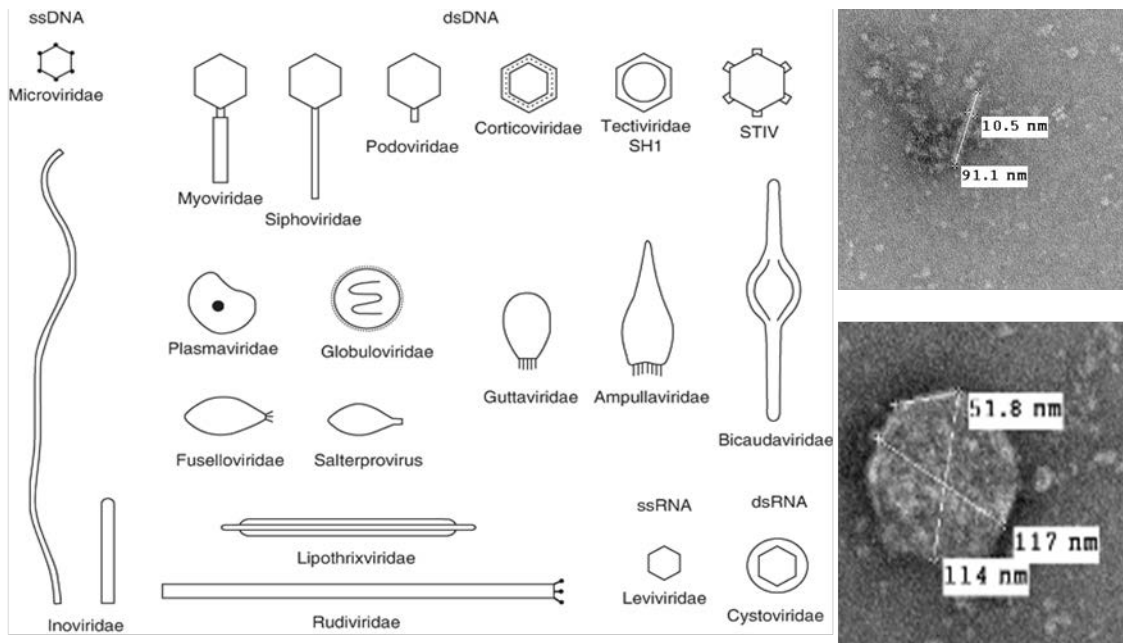 ssDNA
dsDNA
Microviridae
Myoviridae
Siphoviridae
Podoviridae
Corticoviridae
Tectiviridae
SH1
STIV
Plasmaviridae
Globuloviridae
Guttaviridae
Ampullaviridae
Bicaudaviridae
Fuselloviridae
Salterprovirus
Lipothrixviridae
Rudiviridae
Inoviridae
ssRNA
dsRNA
Leviviridae
Cystoviridae
10.5 nm
91.1 nm
51.8 nm
117 nm
114 nm